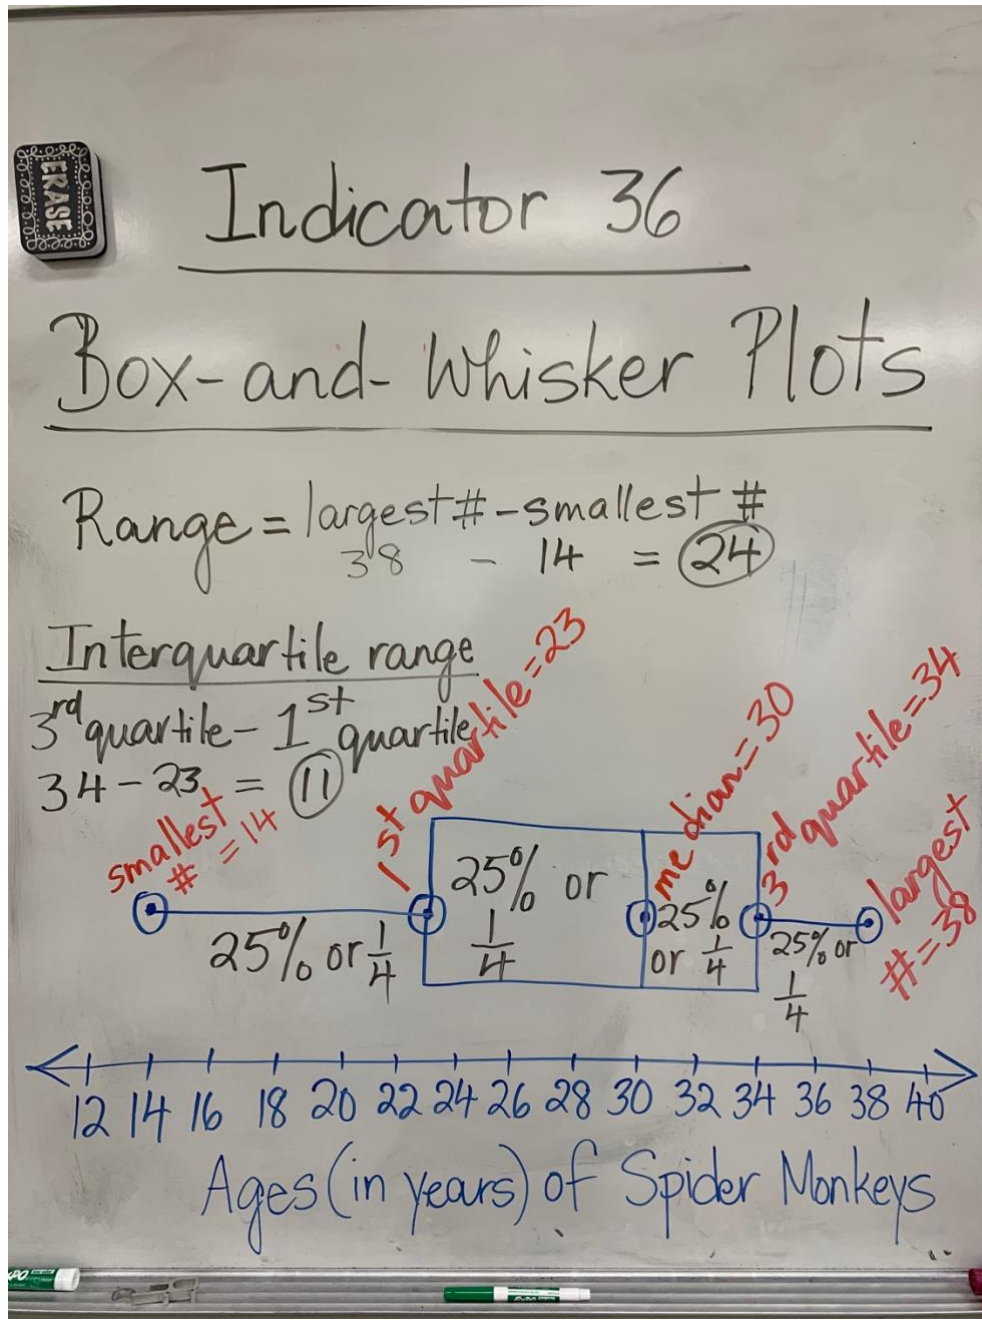 ERASE
Indicator 36
Box-and-Whisker Plots
Range = largest # - smallest #
38 - 14 = 24
Interquartile range
3rd quartile - 1st quartile
34 - 23 = 11
smallest
# = 14
1st quartile = 23
median = 30
3rd quartile = 34
largest
# = 38
25% or 1/4
25% or
1/4
25%
or 1/4
25% or
1/4
12 14 16 18 20 22 24 26 28 30 32 34 36 38 40
Ages (in years) of Spider Monkeys
EXPO